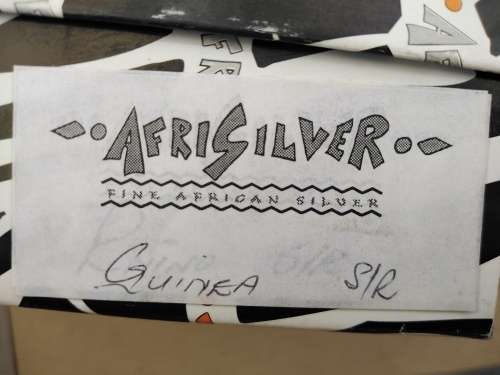 AFRISILVER
FINE AFRICAN SILVER
GUINEA S/R